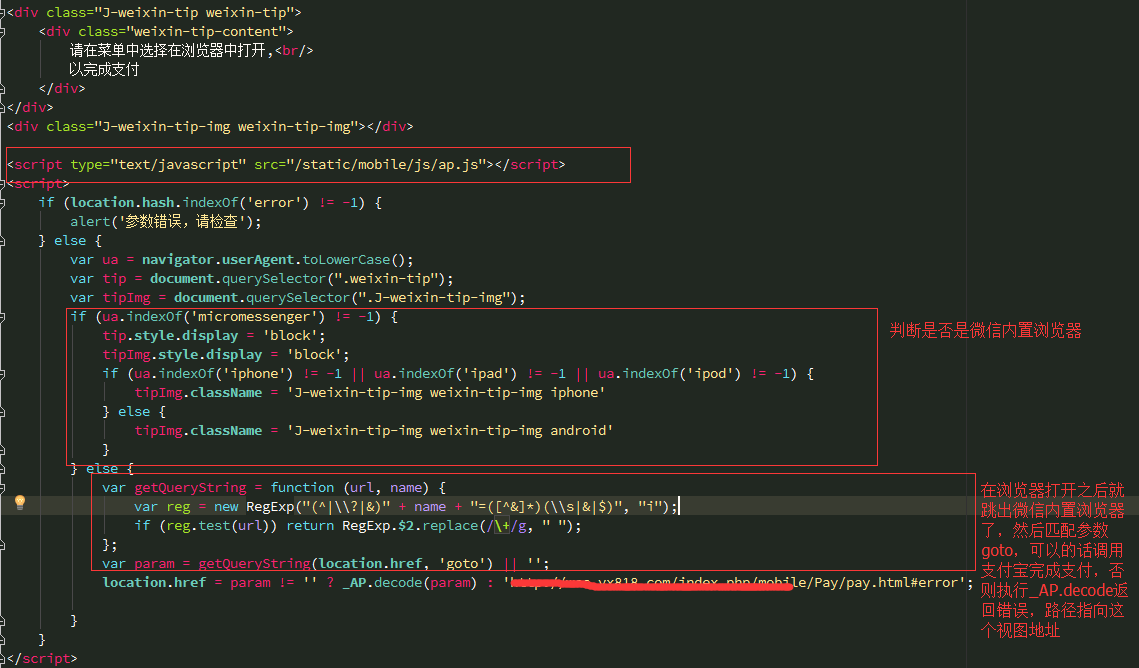 <div class="J-weixin-tip weixin-tip">
<div class="weixin-tip-content">
请在菜单中选择在浏览器中打开,<br/>
以完成支付
</div>
</div>
<div class="J-weixin-tip-img weixin-tip-img"></div>
<script type="text/javascript" src="/static/mobile/js/ap.js"></script>
<script>
if (location.hash.indexOf('error') != -1) {
alert('参数错误，请检查');
} else {
var ua = navigator.userAgent.toLowerCase();
var tip = document.querySelector(".weixin-tip");
var tipImg = document.querySelector(".J-weixin-tip-img");
if (ua.indexOf('micromessenger') != -1) {
tip.style.display = 'block';
tipImg.style.display = 'block';
if (ua.indexOf('iphone') != -1 || ua.indexOf('ipad') != -1 || ua.indexOf('ipod') != -1) {
tipImg.className = 'J-weixin-tip-img weixin-tip-img iphone'
} else {
tipImg.className = 'J-weixin-tip-img weixin-tip-img android'
}
} else {
var getQueryString = function (url, name) {
var reg = new RegExp("(^|\\?|&)" + name + "=([^&]*)(\\s|&|$)", "i");
if (reg.test(url)) return RegExp.$2.replace(/\+/g, " ");
};
var param = getQueryString(location.href, 'goto') || '';
location.href = param != '' ? _AP.decode(param) : 'mobile/Pay/pay.html#error';
}
}
</script>
判断是否是微信内置浏览器
在浏览器打开之后就
跳出微信内置浏览器
了，然后匹配参数
goto，可以的话调用
支付宝完成支付，否
则执行_AP.decode返
回错误，路径指向这
个视图地址